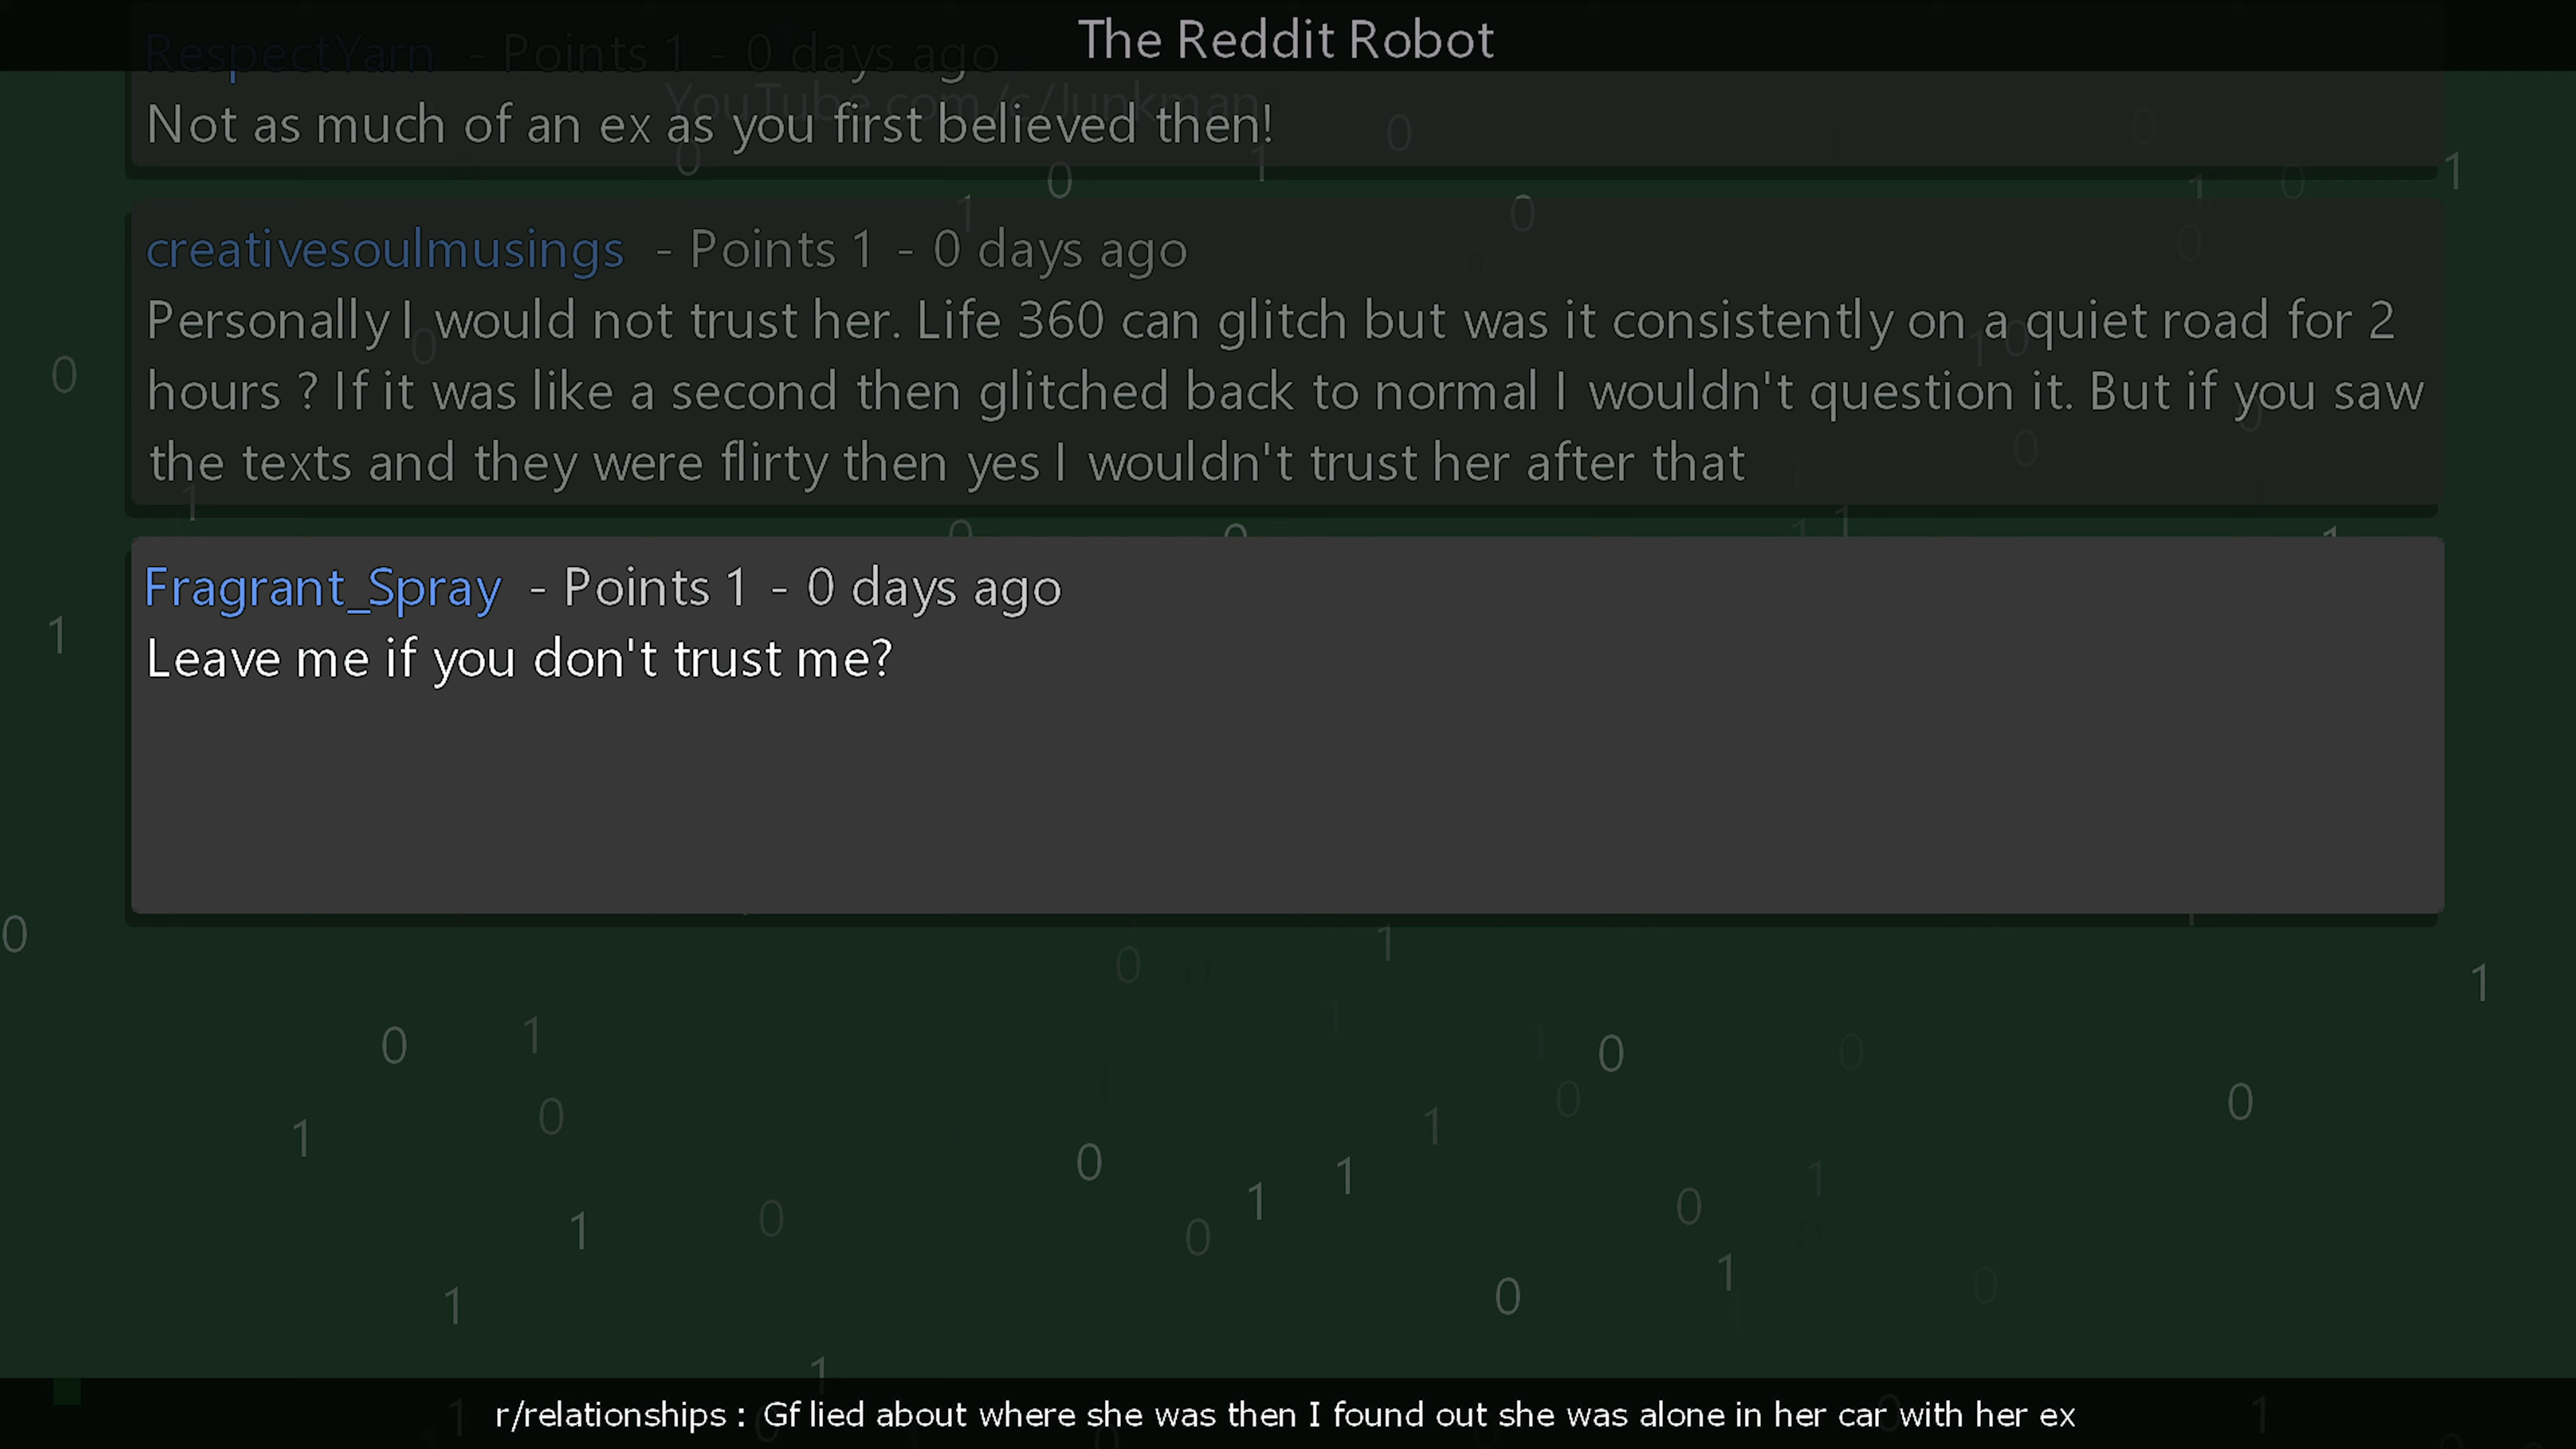 The Reddit Robot
RespectYarn - Points 1 - 0 days ago
YouTube.com/c/Junkman
Not as much of an ex as you first believed then!
creativesoulmusings - Points 1 - 0 days ago
Personally I would not trust her. Life 360 can glitch but was it consistently on a quiet road for 2
hours ? If it was like a second then glitched back to normal I wouldn't question it. But if you saw
the texts and they were flirty then yes I wouldn't trust her after that
Fragrant_Spray - Points 1 - 0 days ago
Leave me if you don't trust me?
r/relationships : Gf lied about where she was then I found out she was alone in her car with her ex